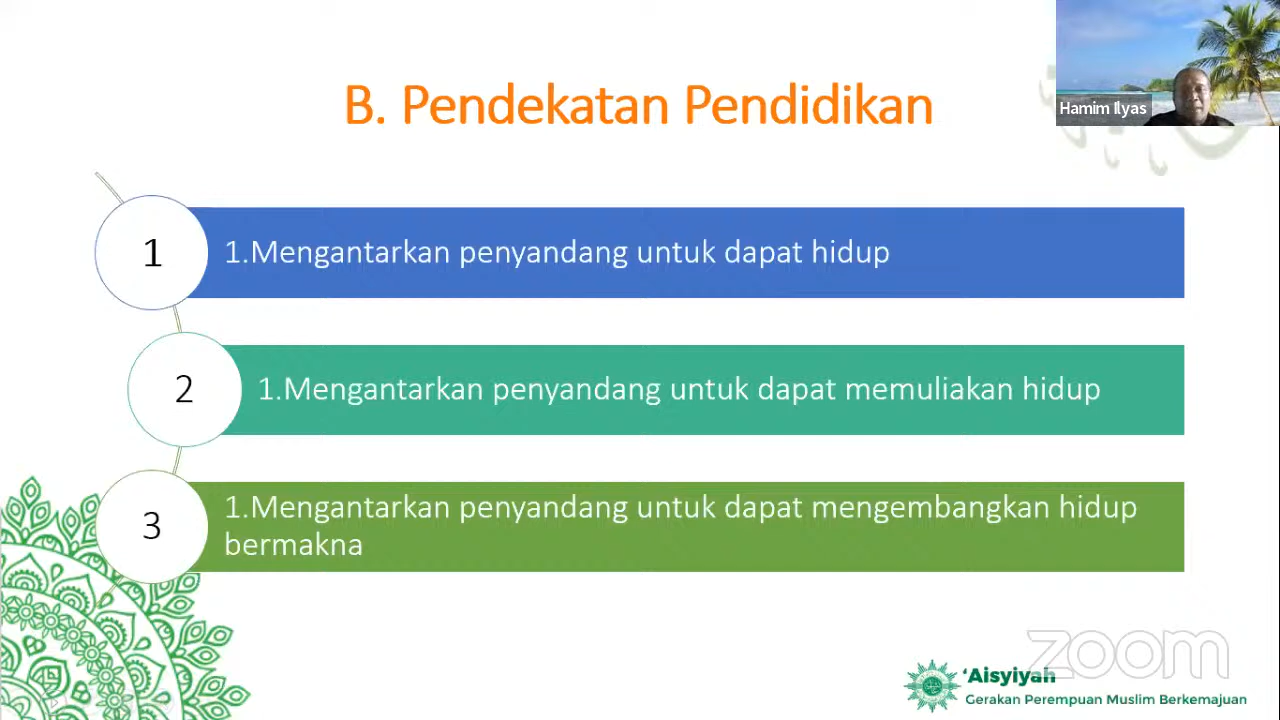 B. Pendekatan Pendidikan
Hamim Ilyas
1
1.Mengantarkan penyandang untuk dapat hidup
2
1.Mengantarkan penyandang untuk dapat memuliakan hidup
3
1.Mengantarkan penyandang untuk dapat mengembangkan hidup
bermakna
zoom
‘Aisyiyah
Gerakan Perempuan Muslim Berkemajuan